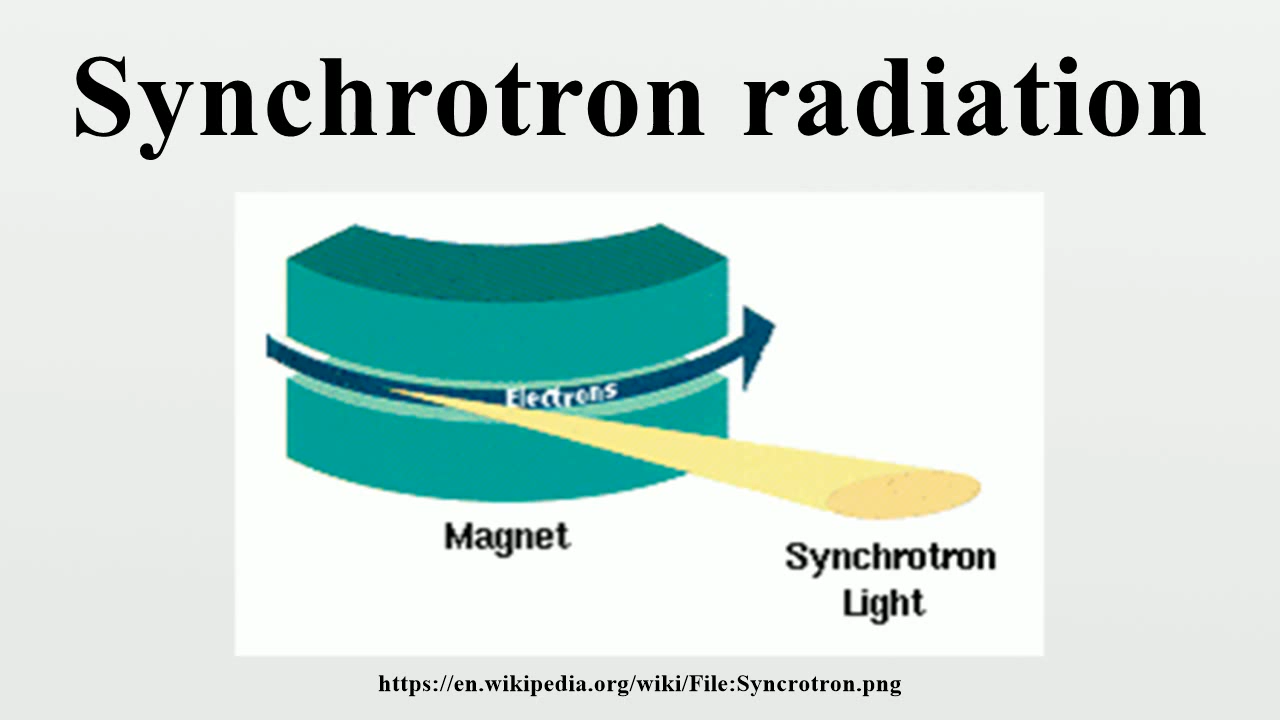 Synchrotron radiation
Electrons
Magnet
Synchrotron
Light
https://en.wikipedia.org/wiki/File:Syncrotron.png